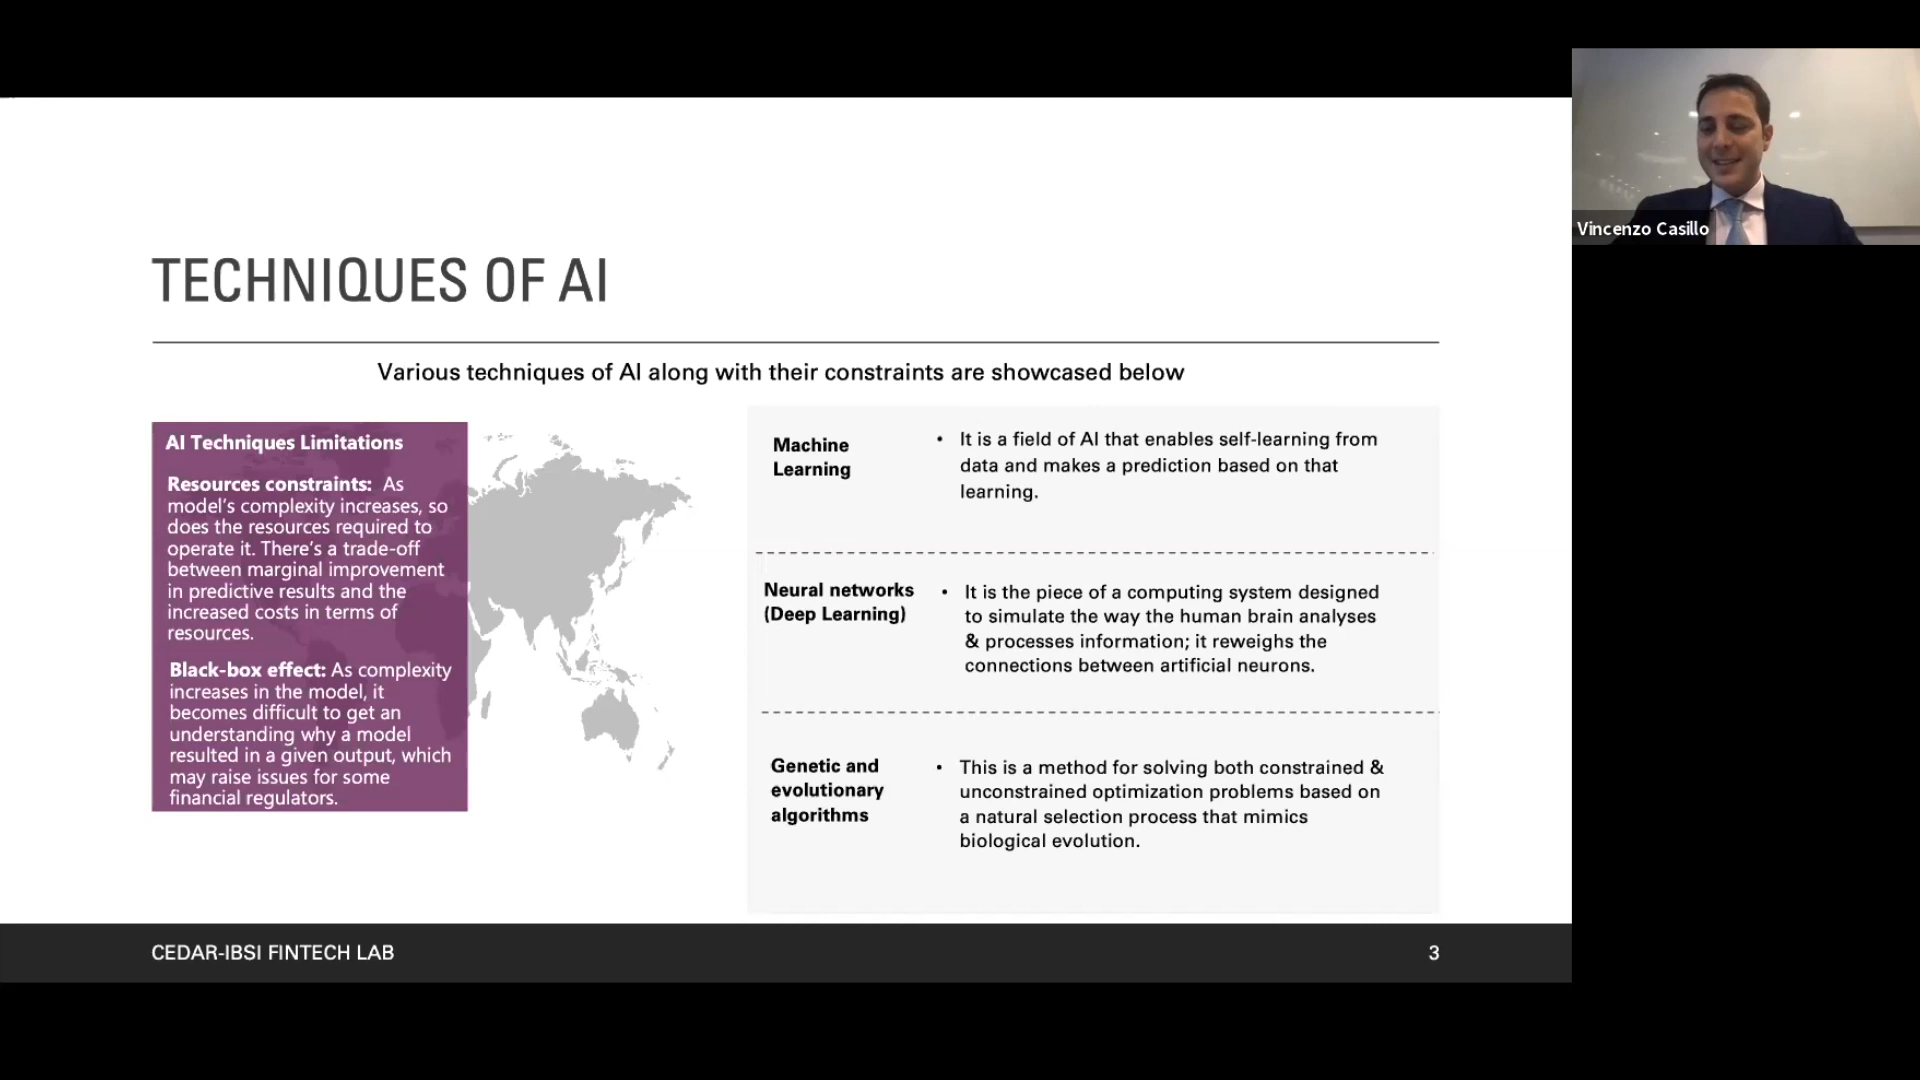 Vincenzo Casillo
TECHNIQUES OF AI
Various techniques of AI along with their constraints are showcased below
AI Techniques Limitations
Resources constraints: As
model's complexity increases, so
does the resources required to
operate it. There's a trade-off
between marginal improvement
in predictive results and the
increased costs in terms of
resources.
Black-box effect: As complexity
increases in the model, it
becomes difficult to get an
understanding why a model
resulted in a given output, which
may raise issues for some
financial regulators.
Machine
Learning
• It is a field of AI that enables self-learning from
data and makes a prediction based on that
learning.
Neural networks
(Deep Learning)
• It is the piece of a computing system designed
to simulate the way the human brain analyses
& processes information; it reweighs the
connections between artificial neurons.
Genetic and
evolutionary
algorithms
• This is a method for solving both constrained &
unconstrained optimization problems based on
a natural selection process that mimics
biological evolution.
CEDAR-IBSI FINTECH LAB
3